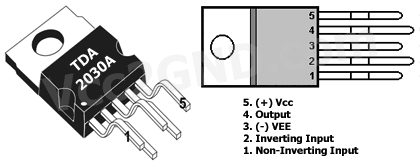 TDA
2030A
5
1
5
4
3
2
1
5. (+) Vcc
4. Output
3. (-) VEE
2. Inverting Input
1. Non-Inverting Input